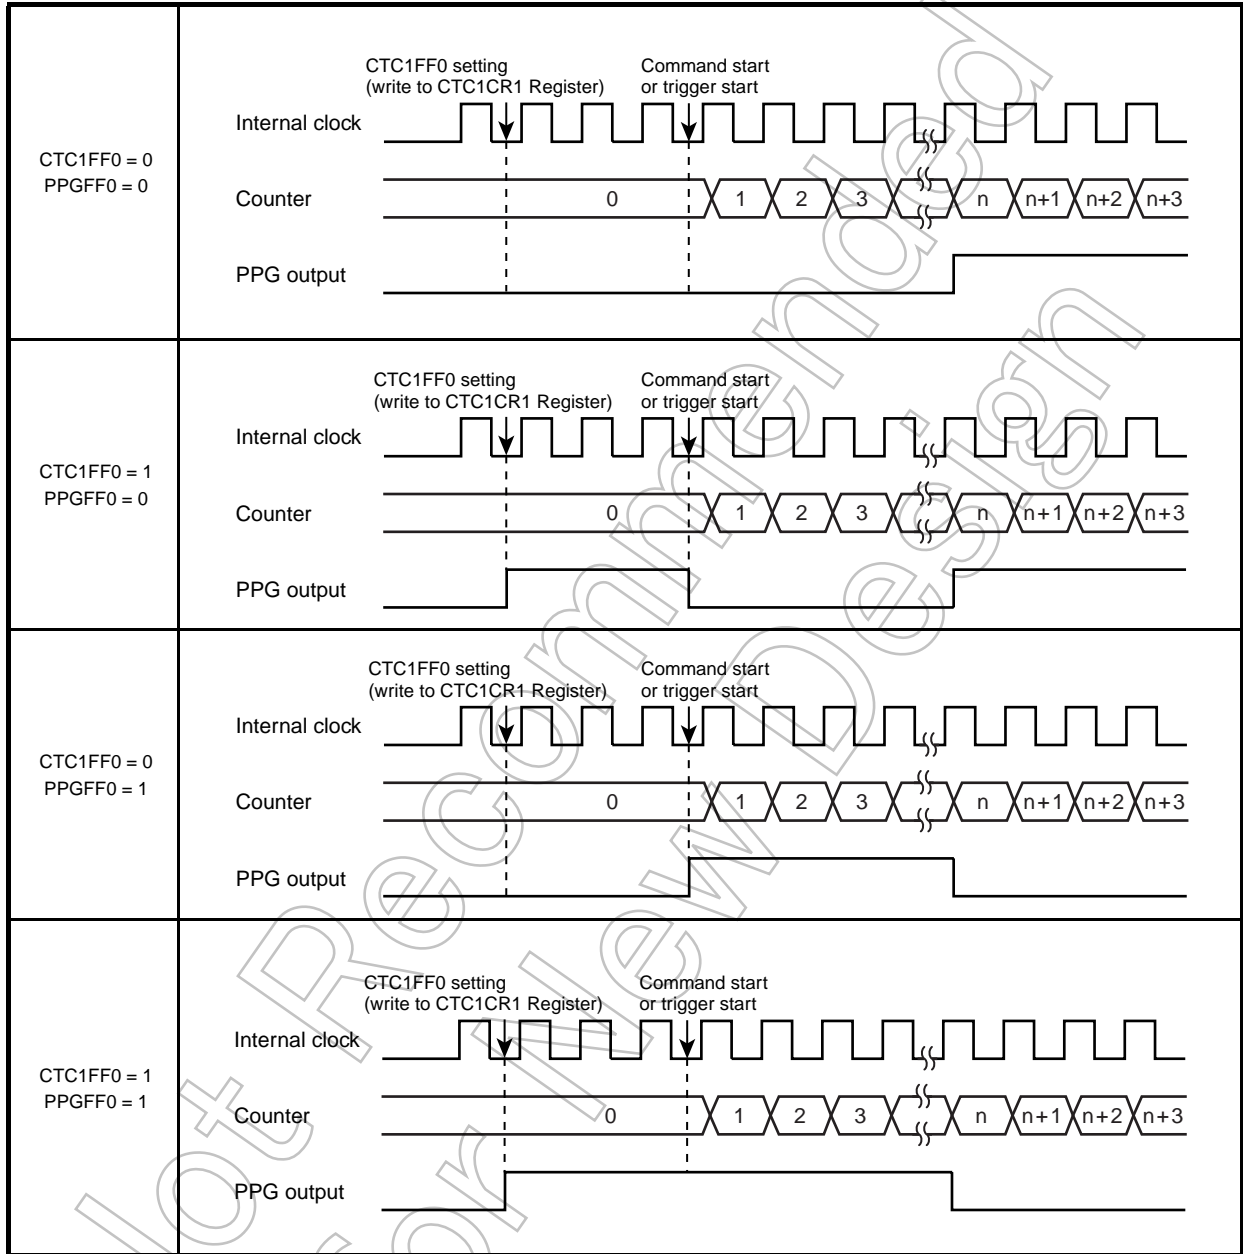 CTC1FF0 = 0
PPGFF0 = 0
CTC1FF0 setting
(write to CTC1CR1 Register)
Command start
or trigger start
Internal clock
Counter
0 1 2 3 n n+1 n+2 n+3
PPG output
CTC1FF0 = 1
PPGFF0 = 0
CTC1FF0 setting
(write to CTC1CR1 Register)
Command start
or trigger start
Internal clock
Counter
0 1 2 3 n n+1 n+2 n+3
PPG output
CTC1FF0 = 0
PPGFF0 = 1
CTC1FF0 setting
(write to CTC1CR1 Register)
Command start
or trigger start
Internal clock
Counter
0 1 2 3 n n+1 n+2 n+3
PPG output
CTC1FF0 = 1
PPGFF0 = 1
CTC1FF0 setting
(write to CTC1CR1 Register)
Command start
or trigger start
Internal clock
Counter
0 1 2 3 n n+1 n+2 n+3
PPG output
Not Recommended
for New Design